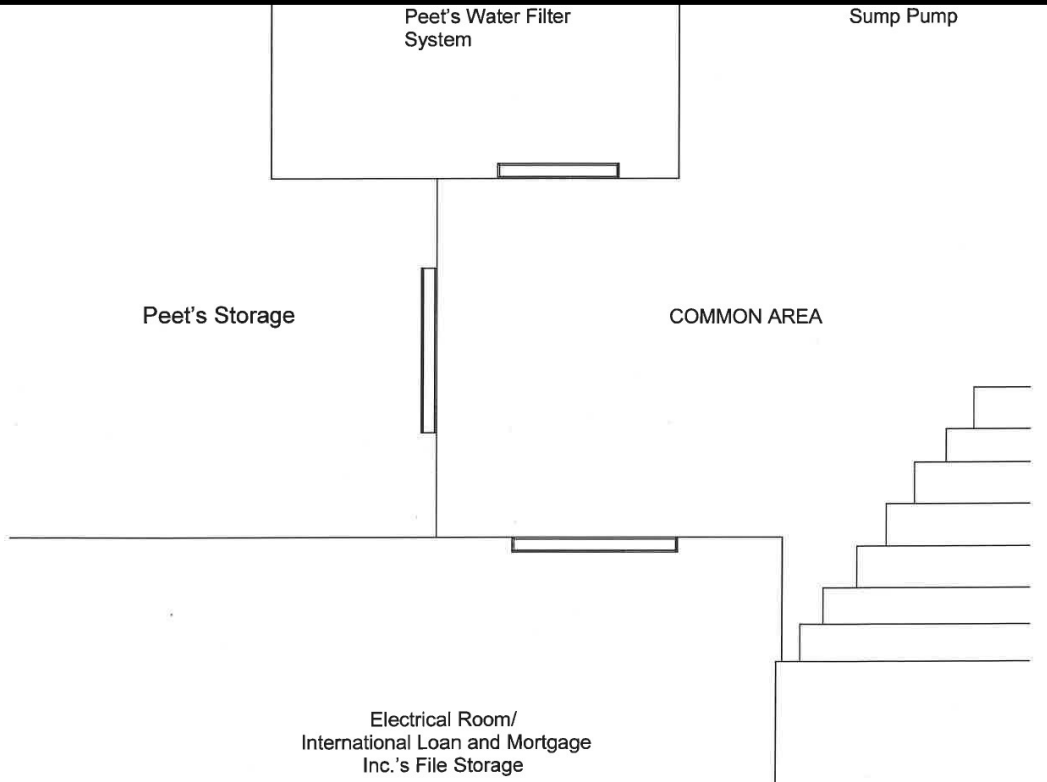 Peet's Water Filter
System
Sump Pump
Peet's Storage
COMMON AREA
Electrical Room/
International Loan and Mortgage
Inc.'s File Storage